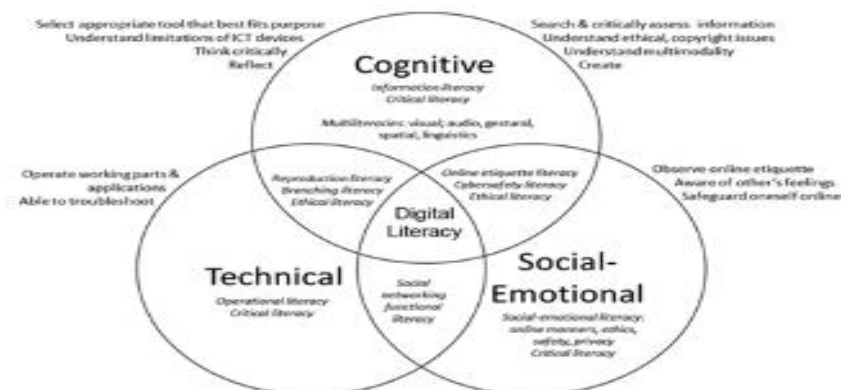 Select appropriate tool that best fits purpose
Understand limitations of ICT devices
Think critically
Reflect
Search & critically assess information
Understand ethical, copyright issues
Understand multimodality
Create
Cognitive
Information literacy
Critical literacy
Multiliteracies: visual, audio, gestural,
spatial, linguistics
Operate working parts &
applications
Able to troubleshoot
Reproduction literacy
Branching literacy
Ethical literacy
Online etiquette literacy
Cybersafety literacy
Ethical literacy
Observe online etiquette
Aware of other's feelings
Safeguard oneself online
Digital
Literacy
Technical
Operational literacy
Critical literacy
Social
networking
functional
literacy
Social-
Emotional
Social-emotional literacy:
online manners, ethics,
safety, privacy
Critical literacy